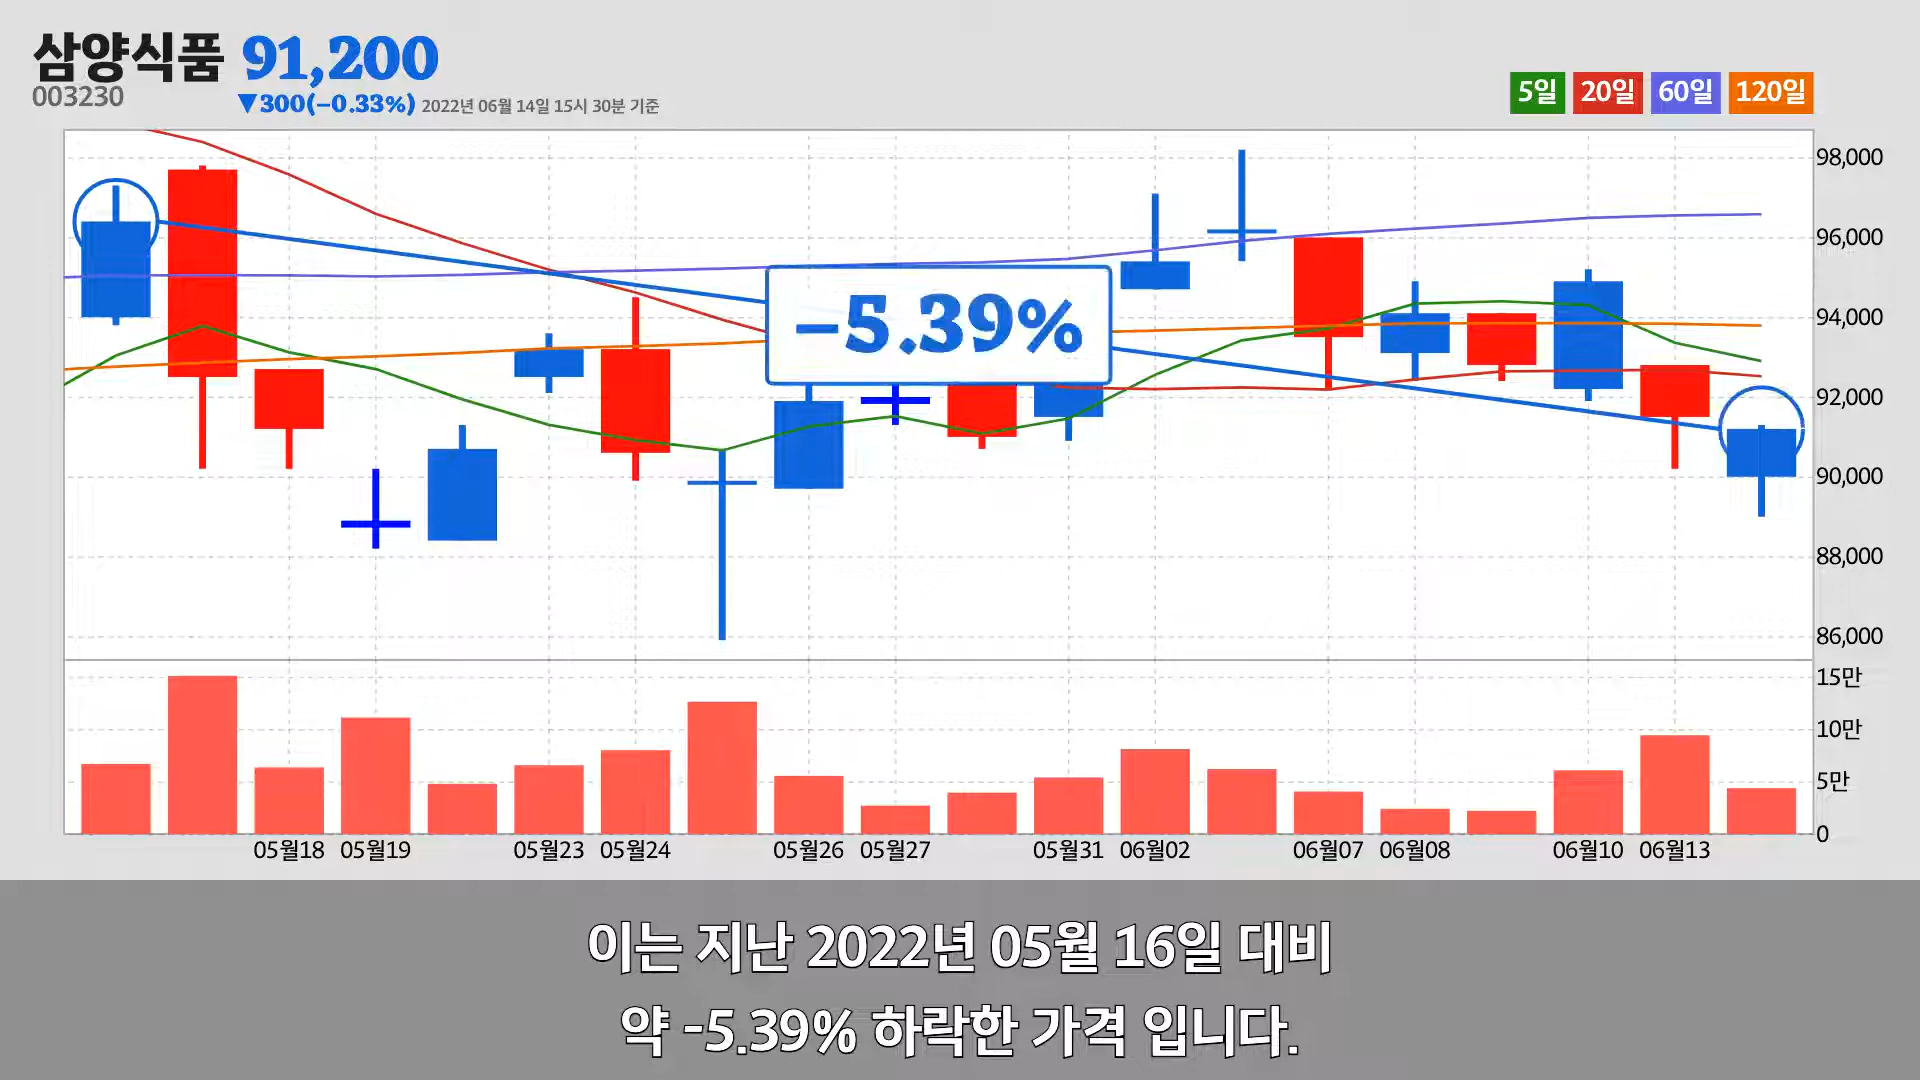 삼양식품 91,200
003230
▼300(−0.33%) 2022년 06월 14일 15시 30분 기준
5일 20일 60일 120일
98,000
96,000
94,000
92,000
90,000
88,000
86,000
−5.39%
15만
10만
5만
0
05월18 05월19 05월23 05월24 05월26 05월27 05월31 06월02 06월07 06월08 06월10 06월13
이는 지난 2022년 05월 16일 대비
약 -5.39% 하락한 가격 입니다.